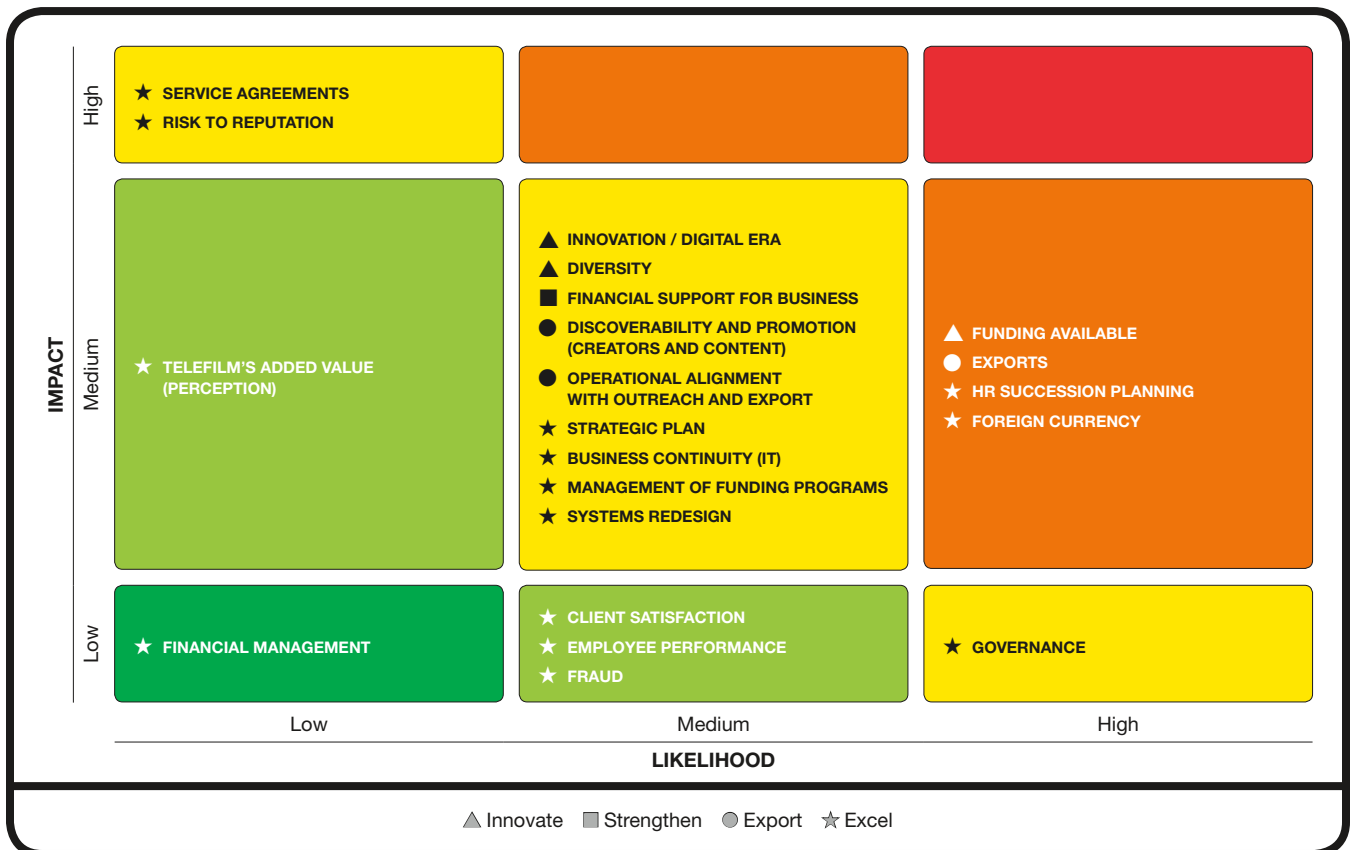 IMPACT
High
SERVICE AGREEMENTS
RISK TO REPUTATION
Medium
TELEFILM'S ADDED VALUE
(PERCEPTION)
INNOVATION / DIGITAL ERA
DIVERSITY
FINANCIAL SUPPORT FOR BUSINESS
DISCOVERABILITY AND PROMOTION
(CREATORS AND CONTENT)
OPERATIONAL ALIGNMENT
WITH OUTREACH AND EXPORT
STRATEGIC PLAN
BUSINESS CONTINUITY (IT)
MANAGEMENT OF FUNDING PROGRAMS
SYSTEMS REDESIGN
FUNDING AVAILABLE
EXPORTS
HR SUCCESSION PLANNING
FOREIGN CURRENCY
Low
FINANCIAL MANAGEMENT
CLIENT SATISFACTION
EMPLOYEE PERFORMANCE
FRAUD
GOVERNANCE
Low Medium High
LIKELIHOOD
Innovate Strengthen Export Excel